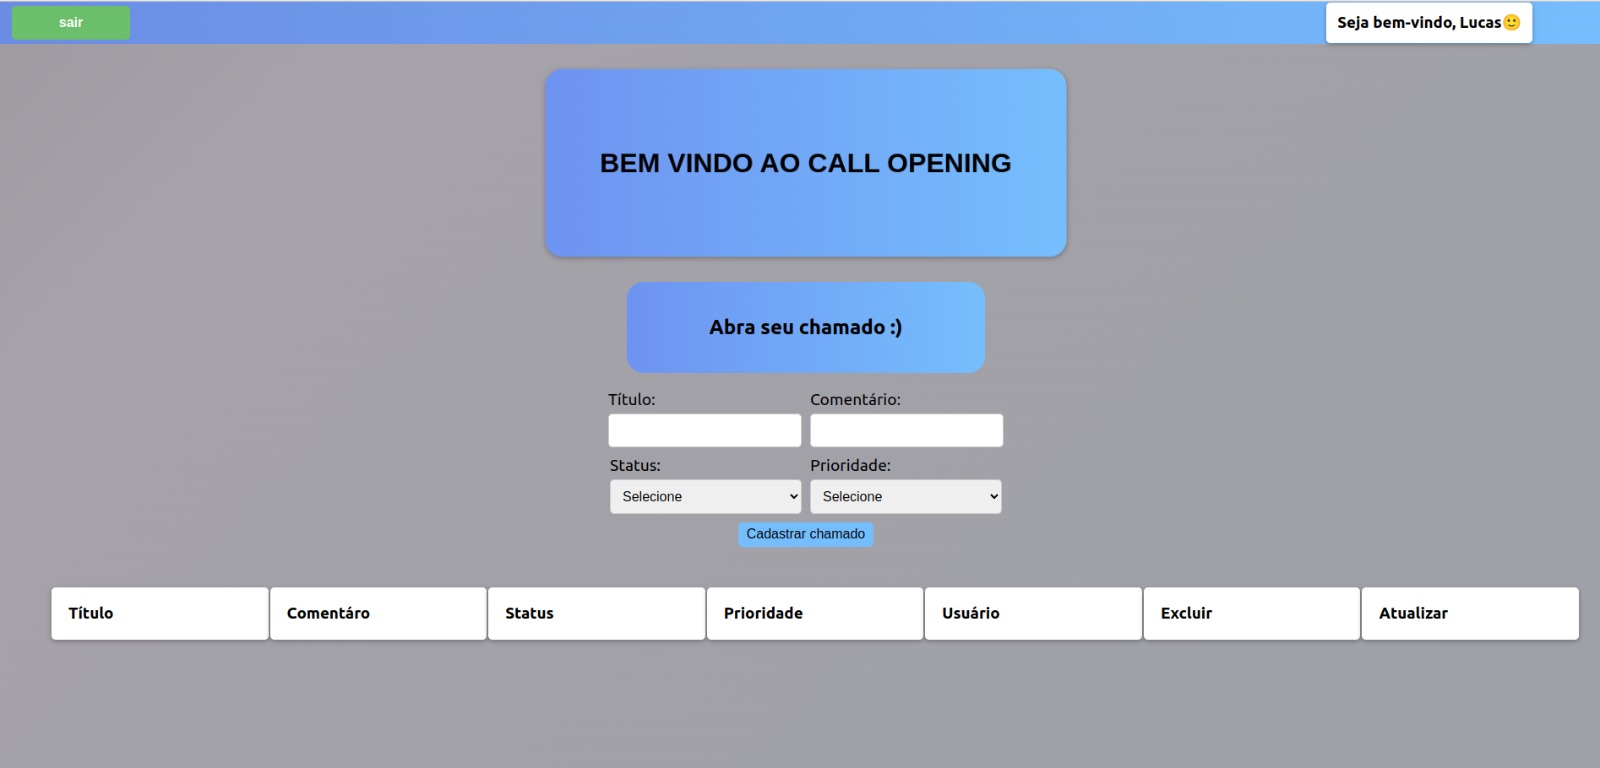 sair
Seja bem-vindo, Lucas🙂
BEM VINDO AO CALL OPENING
Abra seu chamado :)
Título: Comentário:
Status: Prioridade:
Selecione Selecione
Cadastrar chamado
Título Comentáro Status Prioridade Usuário Excluir Atualizar